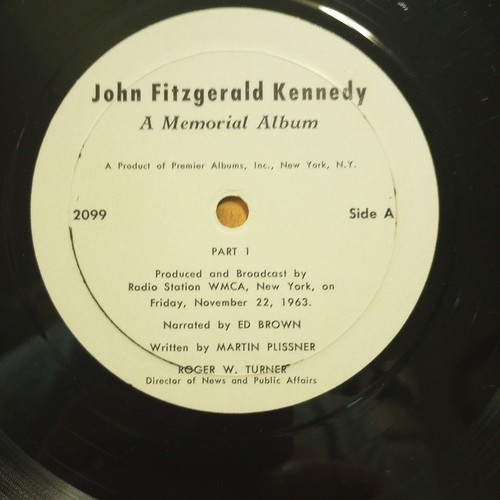 John Fitzgerald Kennedy
A Memorial Album
A Product of Premier Albums, Inc., New York, N.Y.
2099 Side A
PART 1
Produced and Broadcast by
Radio Station WMCA, New York, on
Friday, November 22, 1963.
Narrated by ED BROWN
Written by MARTIN PLISSNER
ROGER W. TURNER
Director of News and Public Affairs